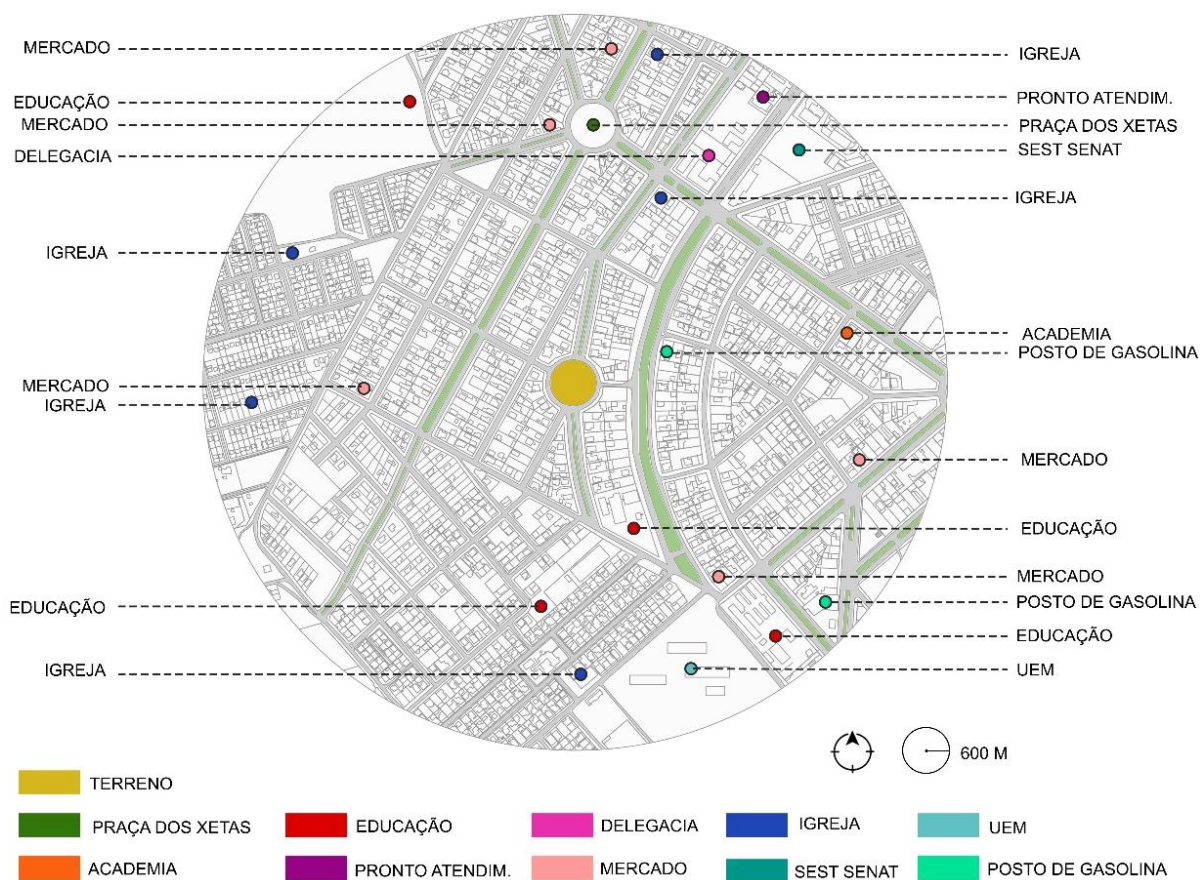 MERCADO
IGREJA
EDUCAÇÃO
PRONTO ATENDIM.
MERCADO
PRAÇA DOS XETAS
DELEGACIA
SEST SENAT
IGREJA
IGREJA
ACADEMIA
POSTO DE GASOLINA
MERCADO
IGREJA
MERCADO
EDUCAÇÃO
MERCADO
EDUCAÇÃO
POSTO DE GASOLINA
EDUCAÇÃO
IGREJA
UEM
600 M
TERRENO
PRAÇA DOS XETAS
EDUCAÇÃO
DELEGACIA
IGREJA
UEM
ACADEMIA
PRONTO ATENDIM.
MERCADO
SEST SENAT
POSTO DE GASOLINA